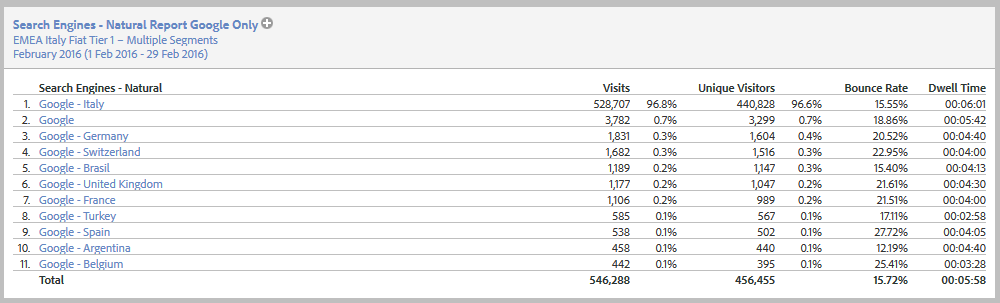 Search Engines - Natural Report Google Only
EMEA Italy Fiat Tier 1 – Multiple Segments
February 2016 (1 Feb 2016 - 29 Feb 2016)
Search Engines - Natural Visits Unique Visitors Bounce Rate Dwell Time
1. Google - Italy 528,707 96.8% 440,828 96.6% 15.55% 00:06:01
2. Google 3,782 0.7% 3,299 0.7% 18.86% 00:05:42
3. Google - Germany 1,831 0.3% 1,604 0.4% 20.52% 00:04:40
4. Google - Switzerland 1,682 0.3% 1,516 0.3% 22.95% 00:04:00
5. Google - Brasil 1,189 0.2% 1,147 0.3% 15.40% 00:04:13
6. Google - United Kingdom 1,177 0.2% 1,047 0.2% 21.61% 00:04:30
7. Google - France 1,106 0.2% 989 0.2% 21.51% 00:04:00
8. Google - Turkey 585 0.1% 567 0.1% 17.11% 00:02:58
9. Google - Spain 538 0.1% 502 0.1% 27.72% 00:04:05
10. Google - Argentina 458 0.1% 440 0.1% 12.19% 00:04:40
11. Google - Belgium 442 0.1% 395 0.1% 25.41% 00:03:28
Total 546,288 456,455 15.72% 00:05:58